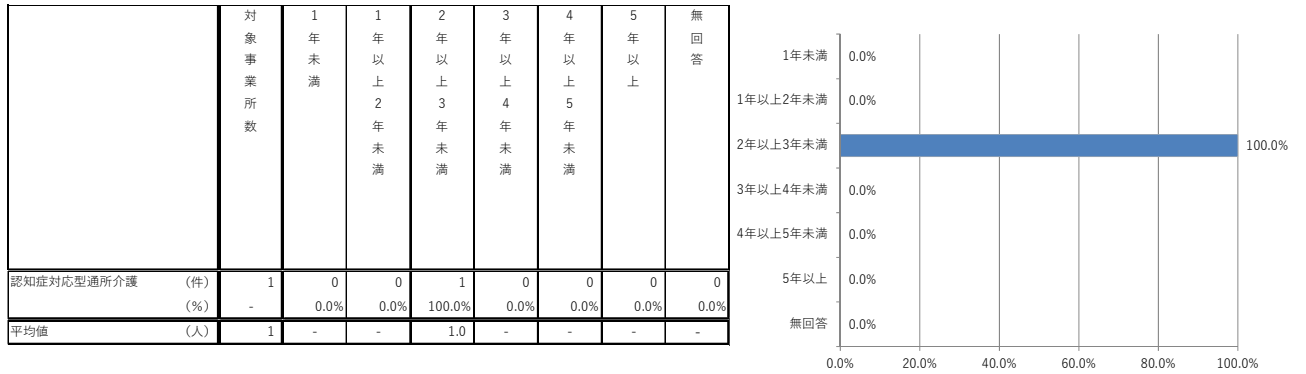 対象事業所数
1年未満
1年以上2年未満
2年以上3年未満
3年以上4年未満
4年以上5年未満
5年以上
無回答
認知症対応型通所介護 （件） 1 0 0 1 0 0 0 0
（%） - 0.0% 0.0% 100.0% 0.0% 0.0% 0.0% 0.0%
平均値 （人） 1 - - 1.0 - - - -
1年未満 0.0%
1年以上2年未満 0.0%
2年以上3年未満 100.0%
3年以上4年未満 0.0%
4年以上5年未満 0.0%
5年以上 0.0%
無回答 0.0%
0.0% 20.0% 40.0% 60.0% 80.0% 100.0%